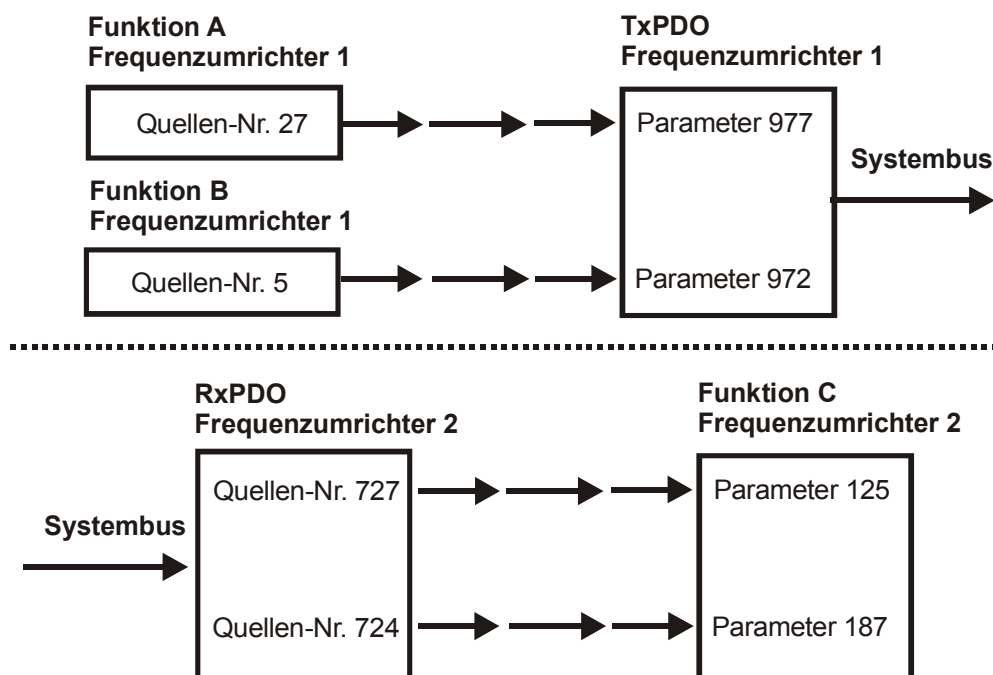 Funktion A
Frequenzumrichter 1
Quellen-Nr. 27
Funktion B
Frequenzumrichter 1
Quellen-Nr. 5
TxPDO
Frequenzumrichter 1
Parameter 977
Parameter 972
Systembus
RxPDO
Frequenzumrichter 2
Systembus
Quellen-Nr. 727
Quellen-Nr. 724
Funktion C
Frequenzumrichter 2
Parameter 125
Parameter 187